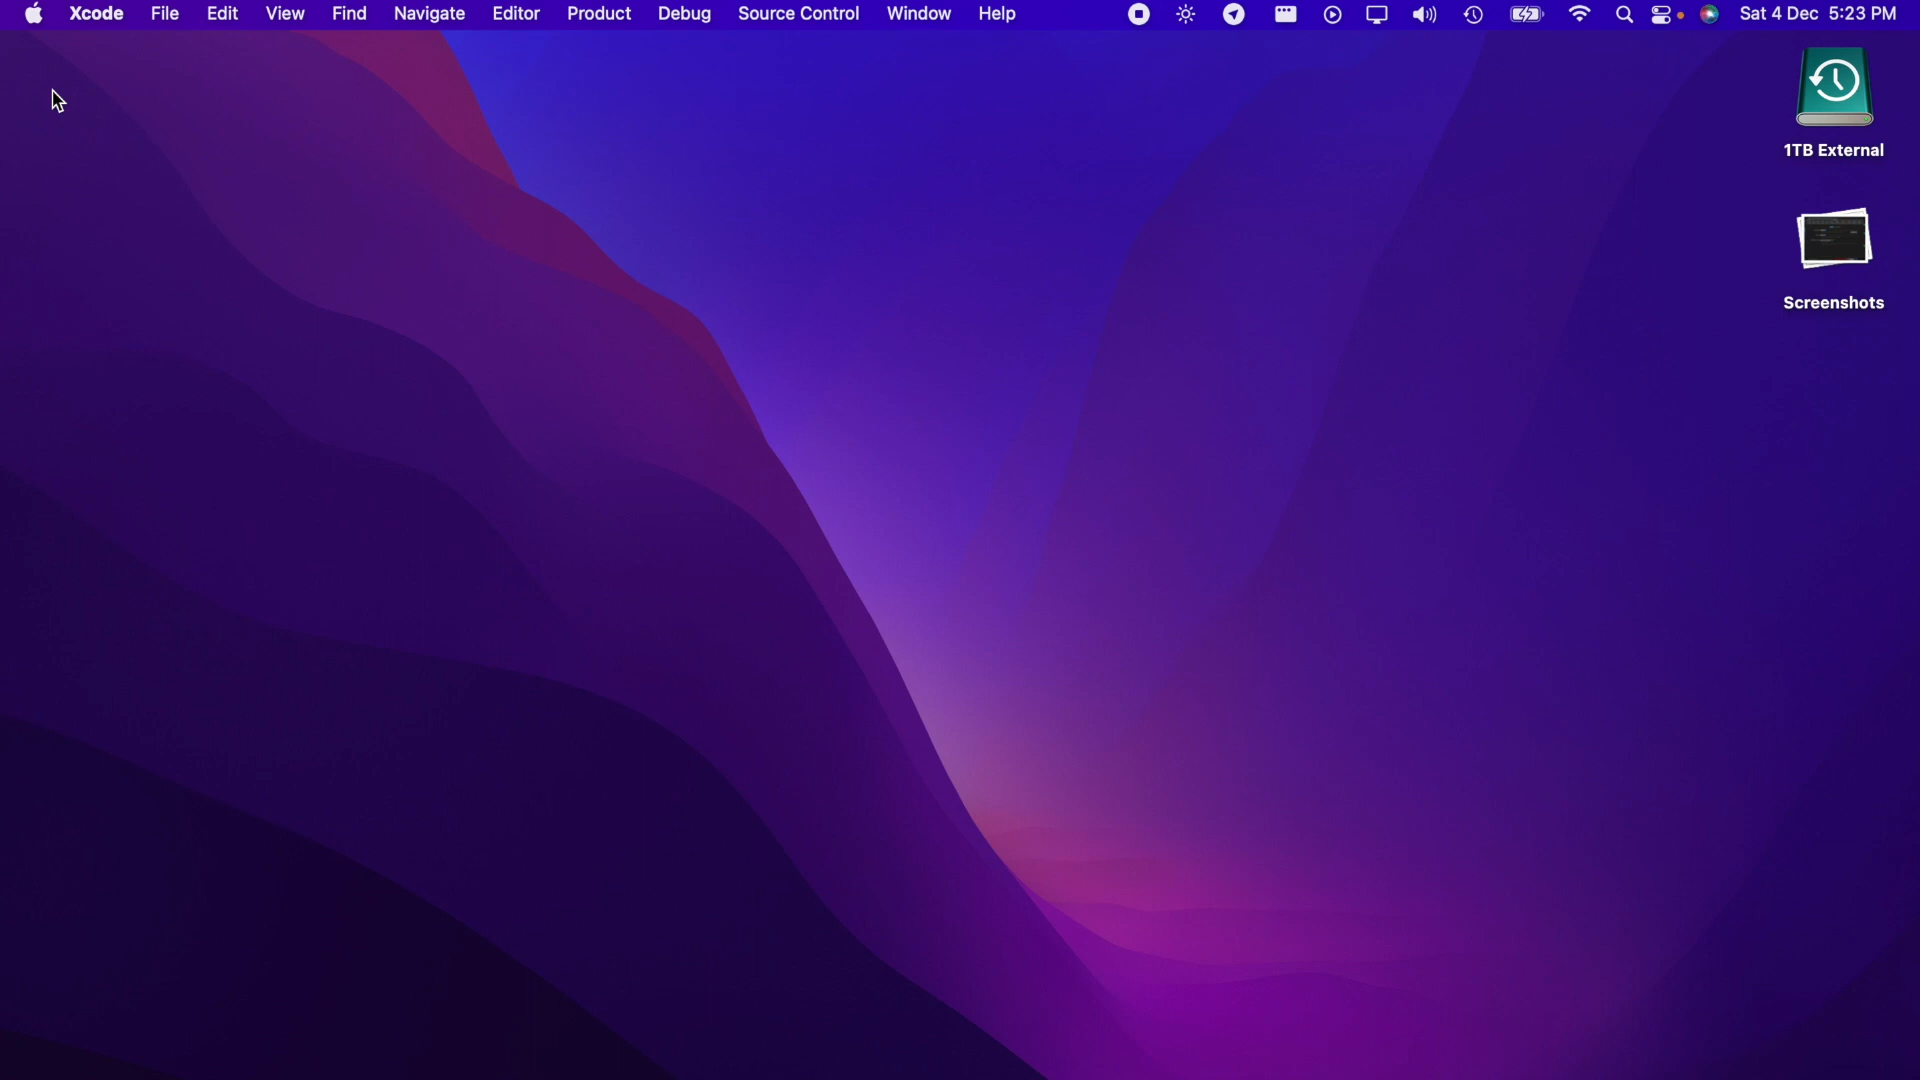 Xcode File Edit View Find Navigate Editor Product Debug Source Control Window Help Sat 4 Dec 5:23 PM
1TB External
Screenshots